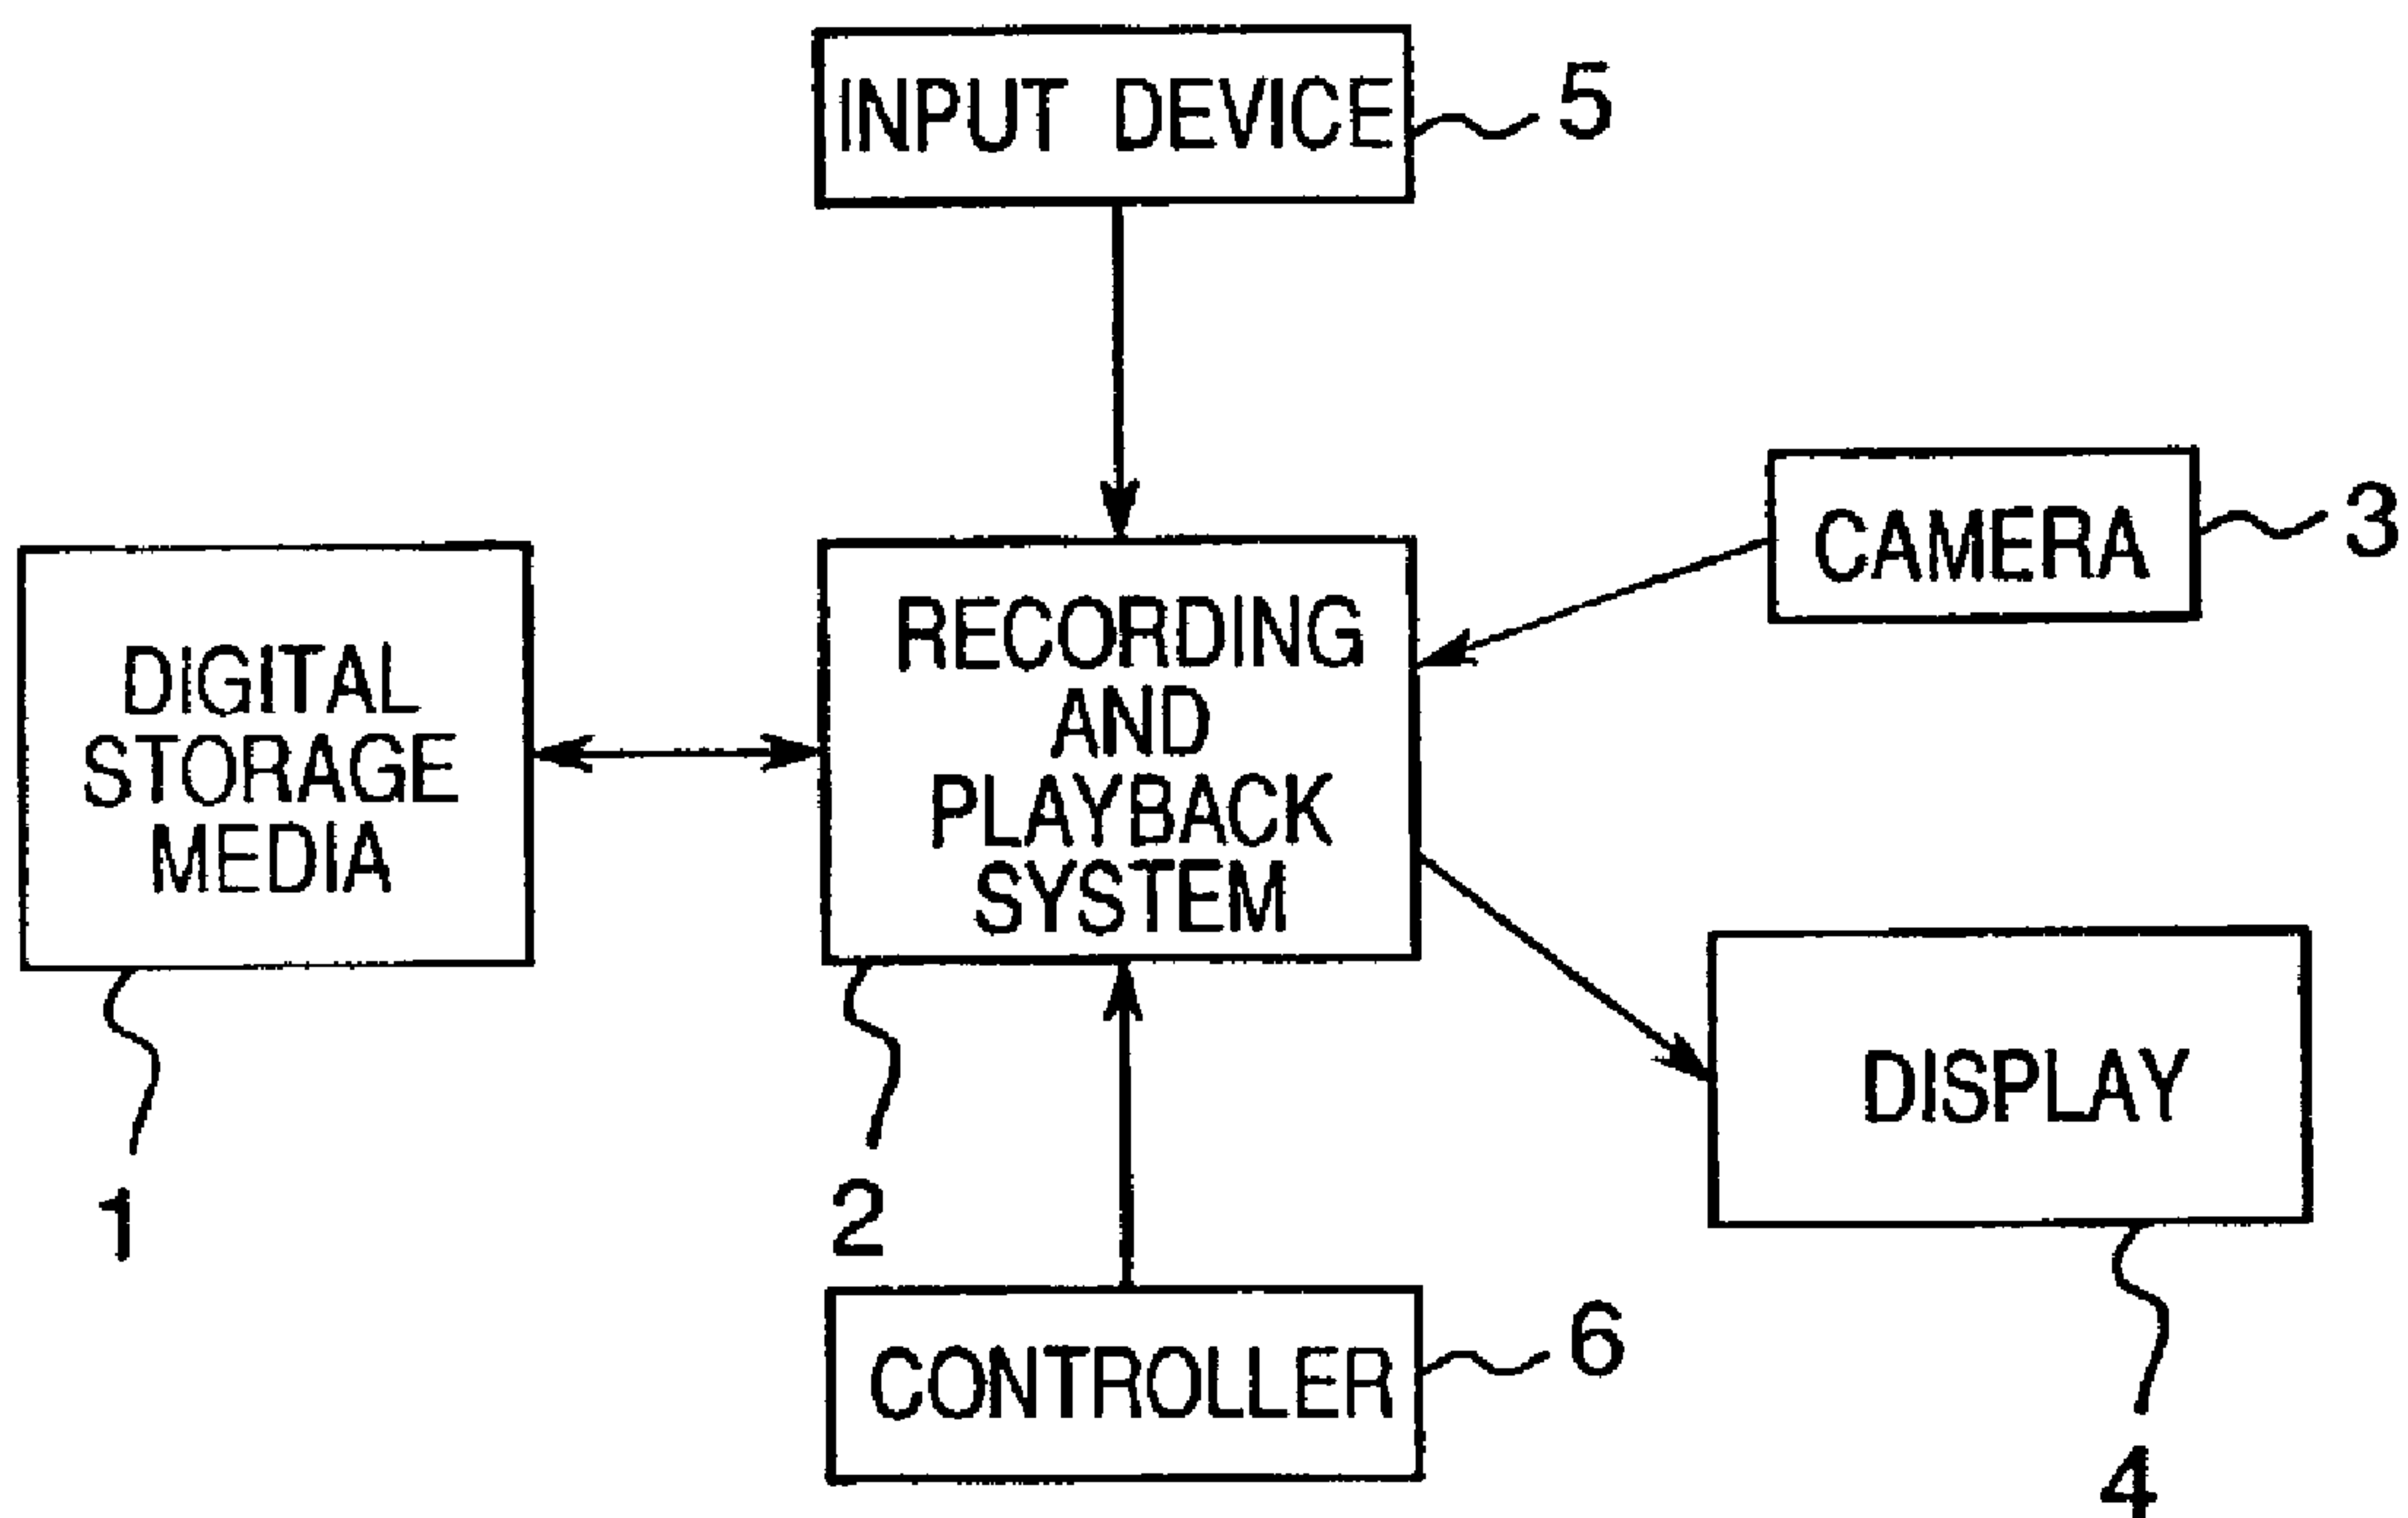 INPUT DEVICE
5
CAMERA
3
DIGITAL
STORAGE
MEDIA
1
RECORDING
AND
PLAYBACK
SYSTEM
2
DISPLAY
4
CONTROLLER
6